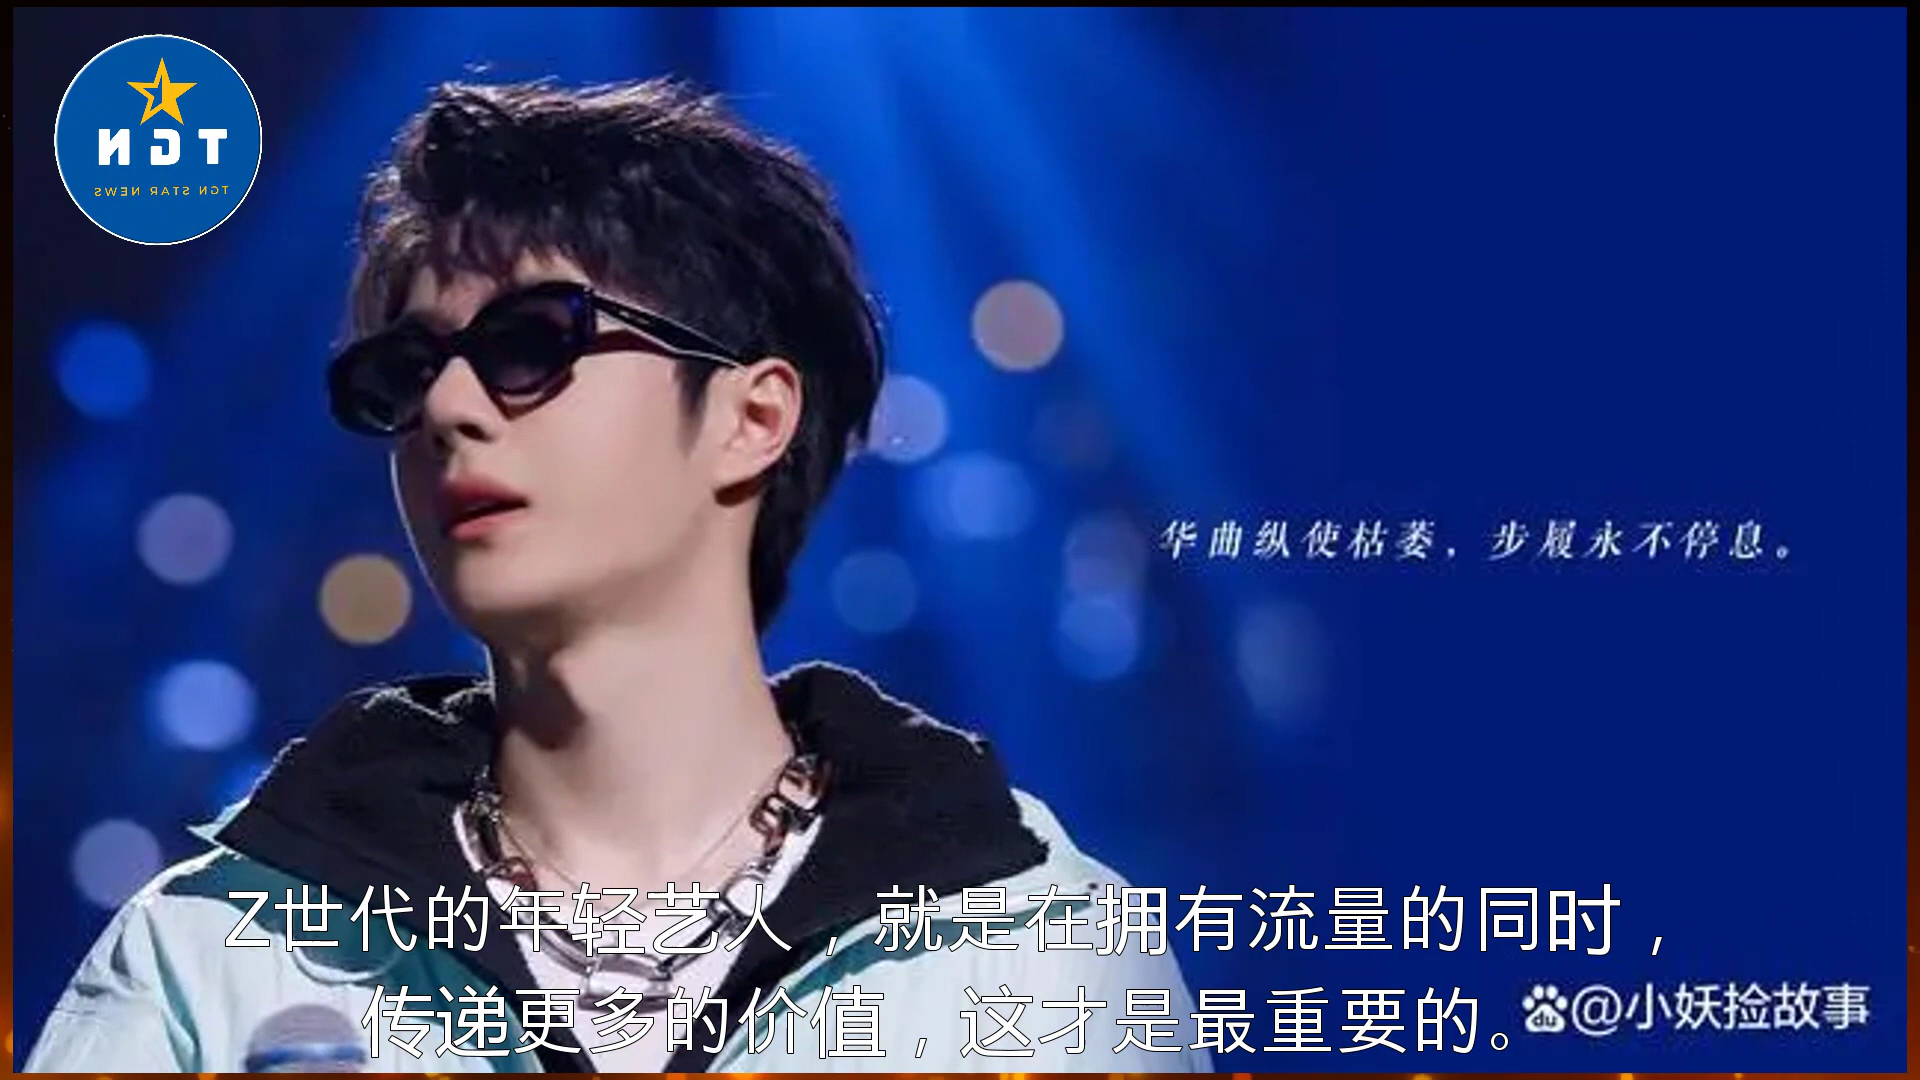 TGN
TGN STAR NEWS
华曲纵使枯萎，步履永不停息。
Z世代的年轻艺人，就是在拥有流量的同时，
传递更多的价值，这才是最重要的。
du@小妖捡故事